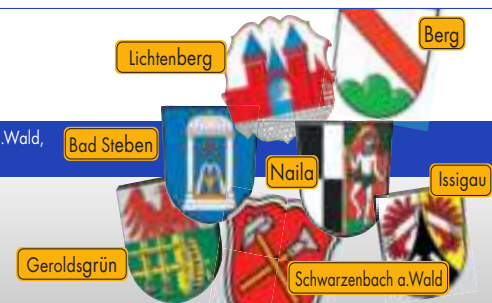 Berg
Lichtenberg
.Wald,
Bad Steben
Naila
Issigau
Geroldsgrün
Schwarzenbach a.Wald